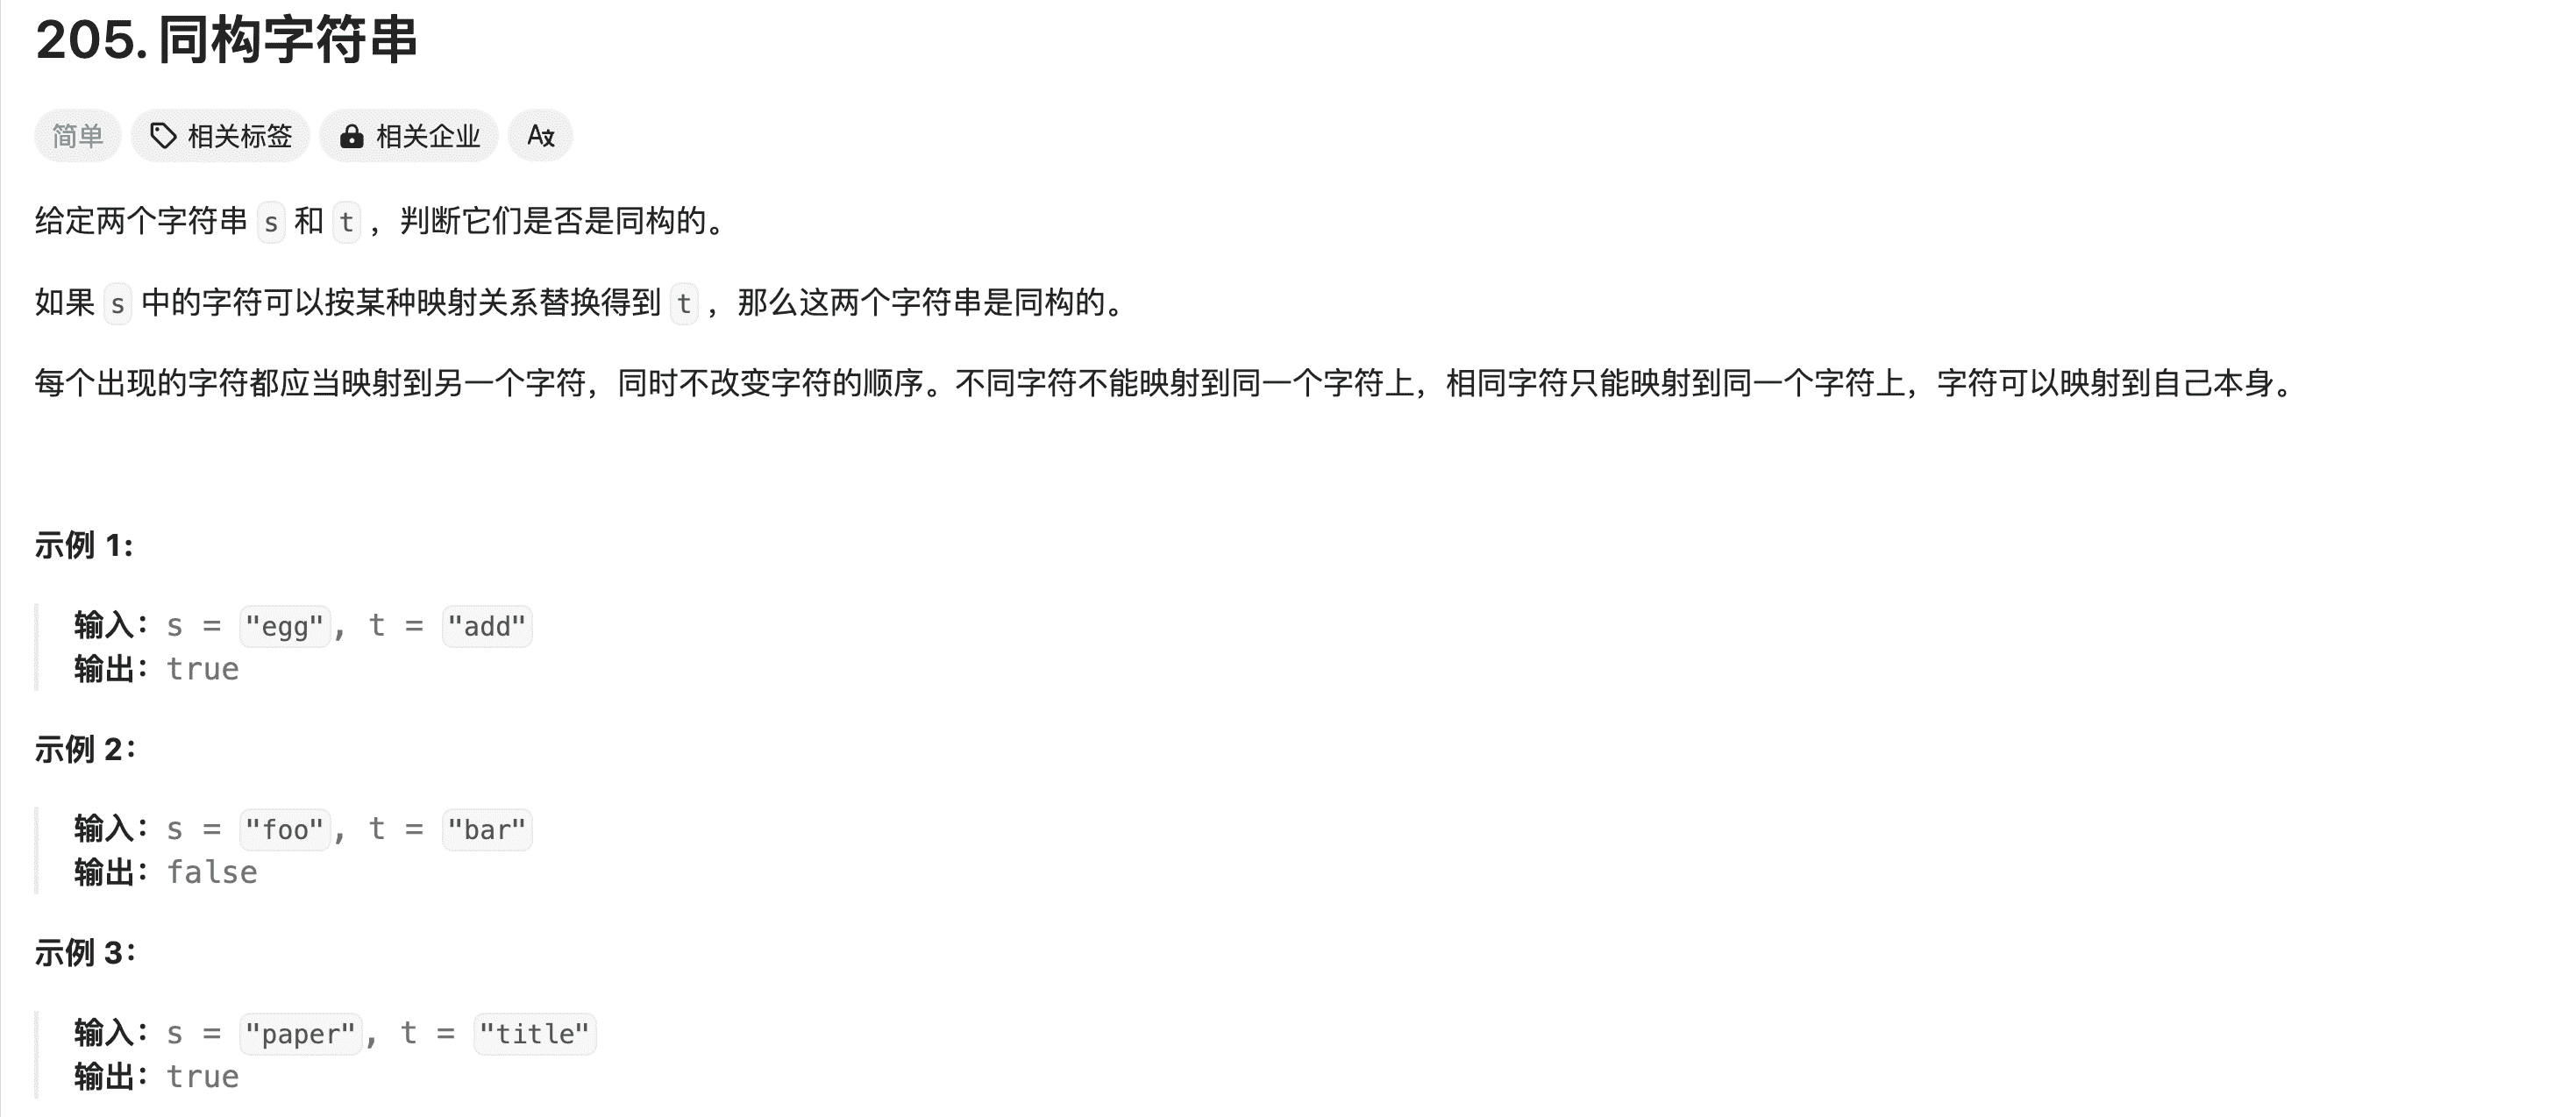 205. 同构字符串
简单 相关标签 相关企业 A文
给定两个字符串 s 和 t ，判断它们是否是同构的。
如果 s 中的字符可以按某种映射关系替换得到 t ，那么这两个字符串是同构的。
每个出现的字符都应当映射到另一个字符，同时不改变字符的顺序。不同字符不能映射到同一个字符上，相同字符只能映射到同一个字符上，字符可以映射到自己本身。
示例 1:
输入：s = "egg", t = "add"
输出：true
示例 2：
输入：s = "foo", t = "bar"
输出：false
示例 3：
输入：s = "paper", t = "title"
输出：true